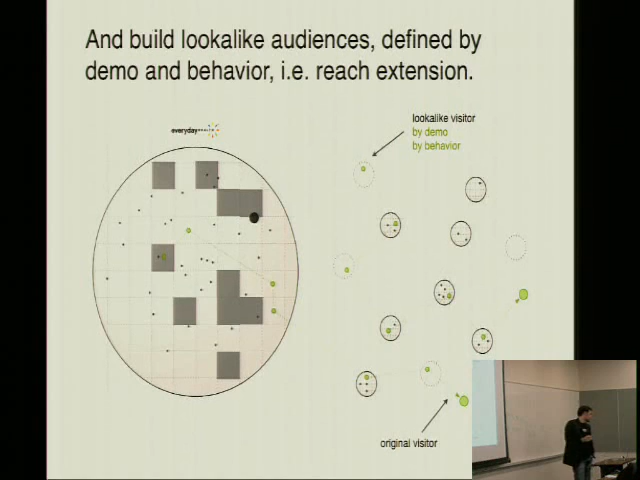 And build lookalike audiences, defined by
demo and behavior, i.e. reach extension.
everydayHEALTH
lookalike visitor
by demo
by behavior
original visitor